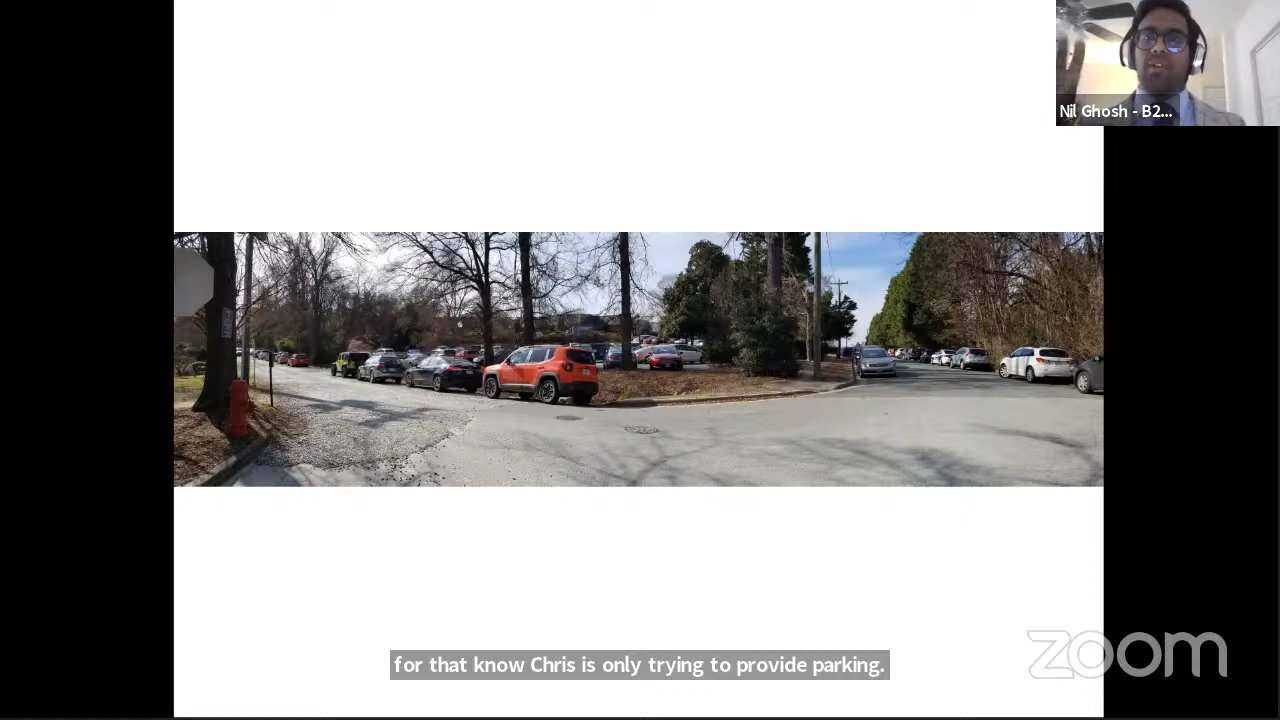 Nil Ghosh - B2...
for that know Chris is only trying to provide parking.
zoom